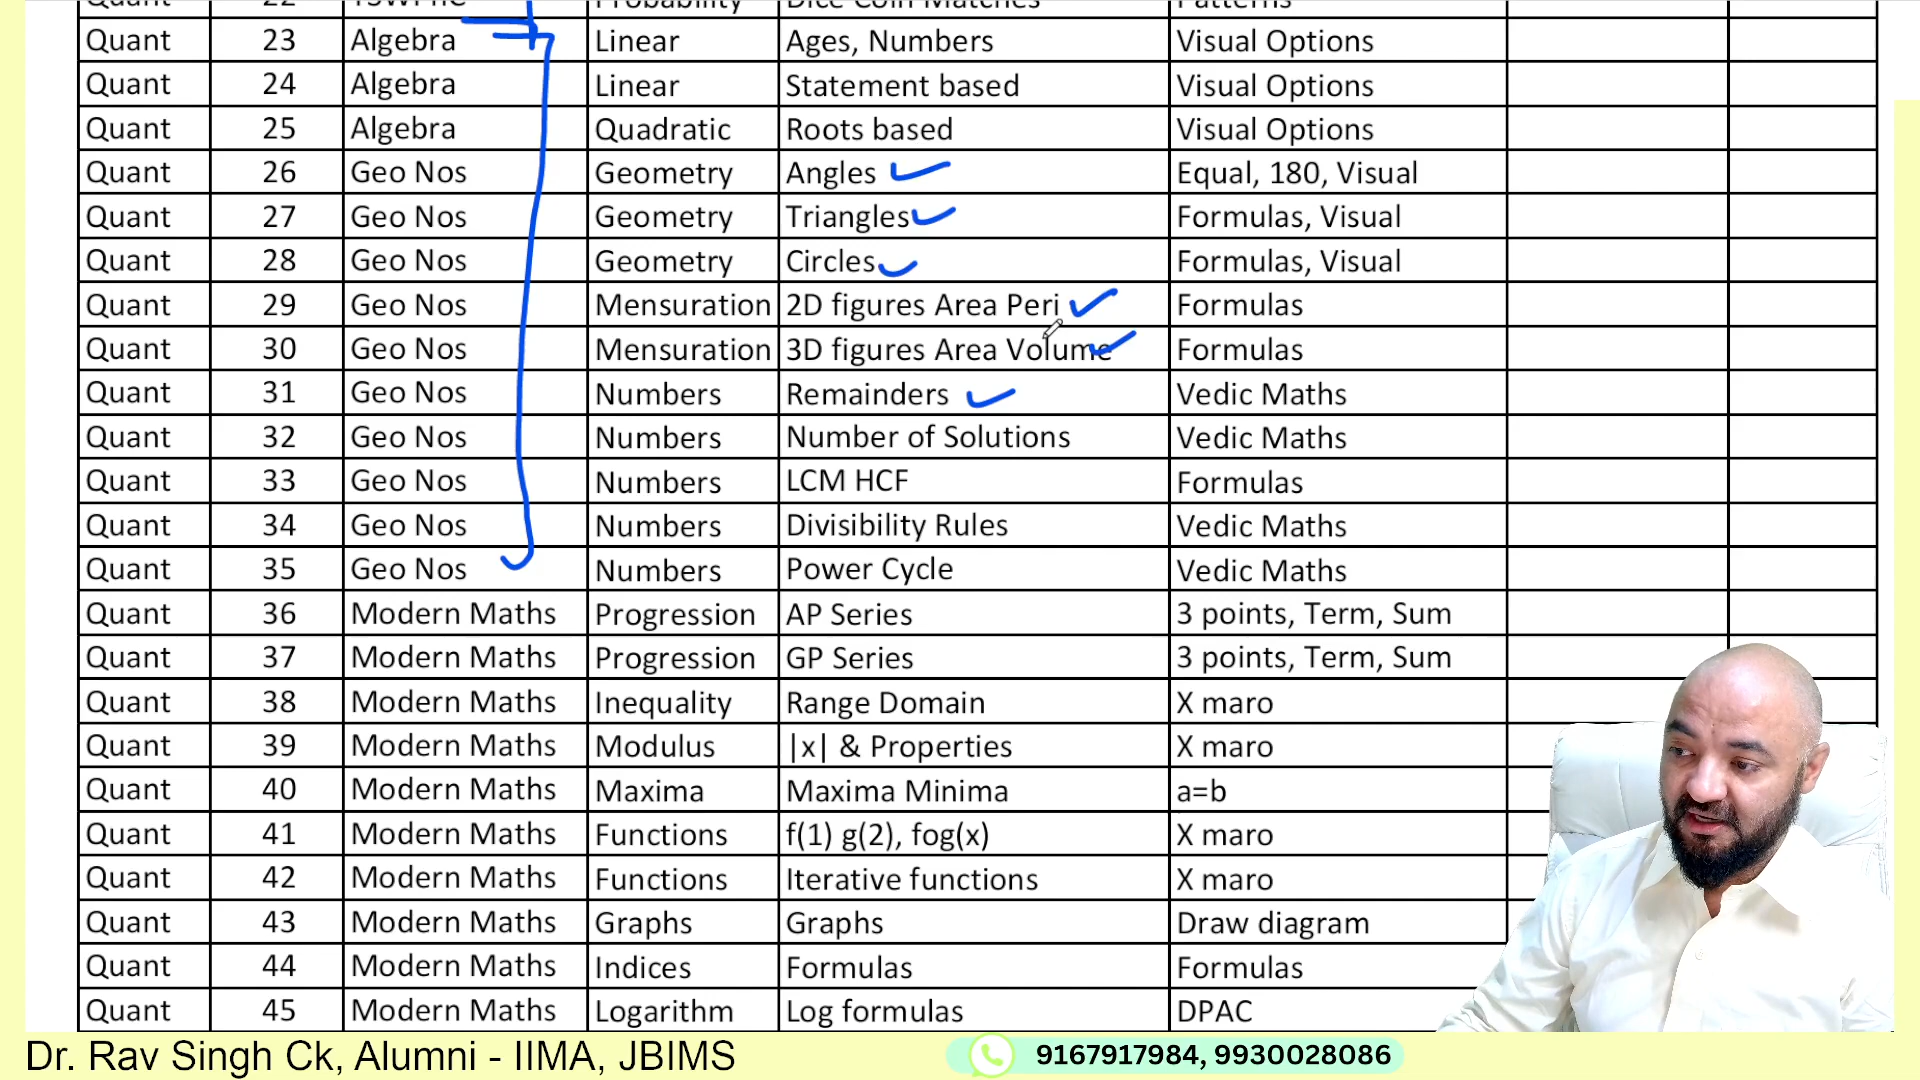 Quant 22 TSWPnC Probability Dice Coin Matches Patterns
Quant 23 Algebra Linear Ages, Numbers Visual Options
Quant 24 Algebra Linear Statement based Visual Options
Quant 25 Algebra Quadratic Roots based Visual Options
Quant 26 Geo Nos Geometry Angles Equal, 180, Visual
Quant 27 Geo Nos Geometry Triangles Formulas, Visual
Quant 28 Geo Nos Geometry Circles Formulas, Visual
Quant 29 Geo Nos Mensuration 2D figures Area Peri Formulas
Quant 30 Geo Nos Mensuration 3D figures Area Volume Formulas
Quant 31 Geo Nos Numbers Remainders Vedic Maths
Quant 32 Geo Nos Numbers Number of Solutions Vedic Maths
Quant 33 Geo Nos Numbers LCM HCF Formulas
Quant 34 Geo Nos Numbers Divisibility Rules Vedic Maths
Quant 35 Geo Nos Numbers Power Cycle Vedic Maths
Quant 36 Modern Maths Progression AP Series 3 points, Term, Sum
Quant 37 Modern Maths Progression GP Series 3 points, Term, Sum
Quant 38 Modern Maths Inequality Range Domain X maro
Quant 39 Modern Maths Modulus |x| & Properties X maro
Quant 40 Modern Maths Maxima Maxima Minima a=b
Quant 41 Modern Maths Functions f(1) g(2), fog(x) X maro
Quant 42 Modern Maths Functions Iterative functions X maro
Quant 43 Modern Maths Graphs Graphs Draw diagram
Quant 44 Modern Maths Indices Formulas Formulas
Quant 45 Modern Maths Logarithm Log formulas DPAC
Dr. Rav Singh Ck, Alumni - IIMA, JBIMS 9167917984, 9930028086